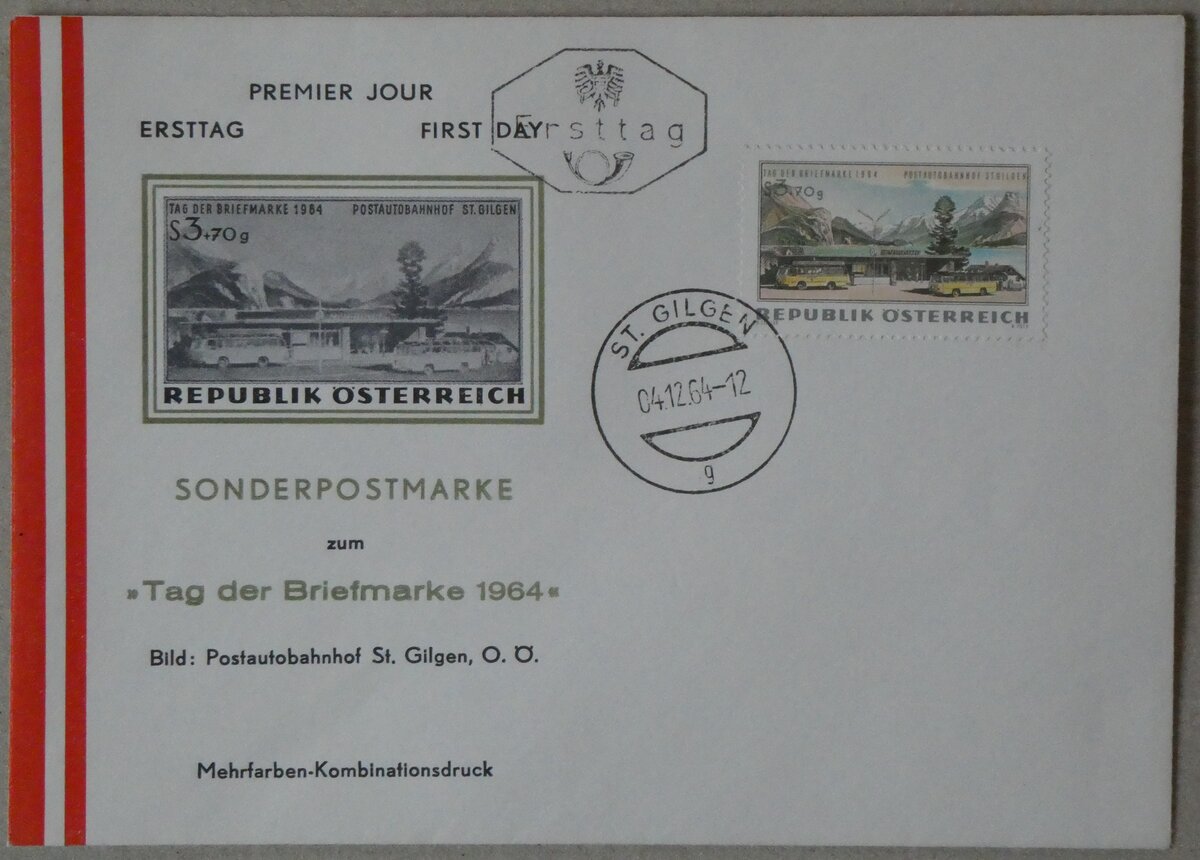 PREMIER JOUR
ERSTTAG FIRST DAY
Ersttag
TAG DER BRIEFMARKE 1964 POSTAUTOBAHNHOF ST. GILGEN
S3+70g
REPUBLIK ÖSTERREICH
TAG DER BRIEFMARKE 1964 POSTAUTOBAHNHOF ST. GILGEN
S3+70g
REPUBLIK ÖSTERREICH
ST. GILGEN
04.12.64-12
g
SONDERPOSTMARKE
zum
»Tag der Briefmarke 1964«
Bild: Postautobahnhof St. Gilgen, O. Ö.
Mehrfarben-Kombinationsdruck